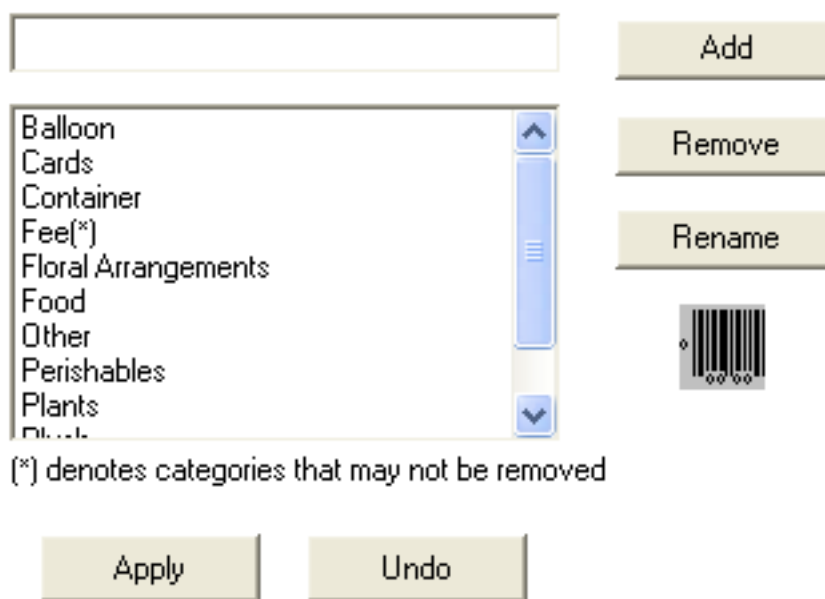 Add
Balloon
Cards
Container
Fee(*)
Floral Arrangements
Food
Other
Perishables
Plants
Remove
Rename
(*) denotes categories that may not be removed
Apply
Undo